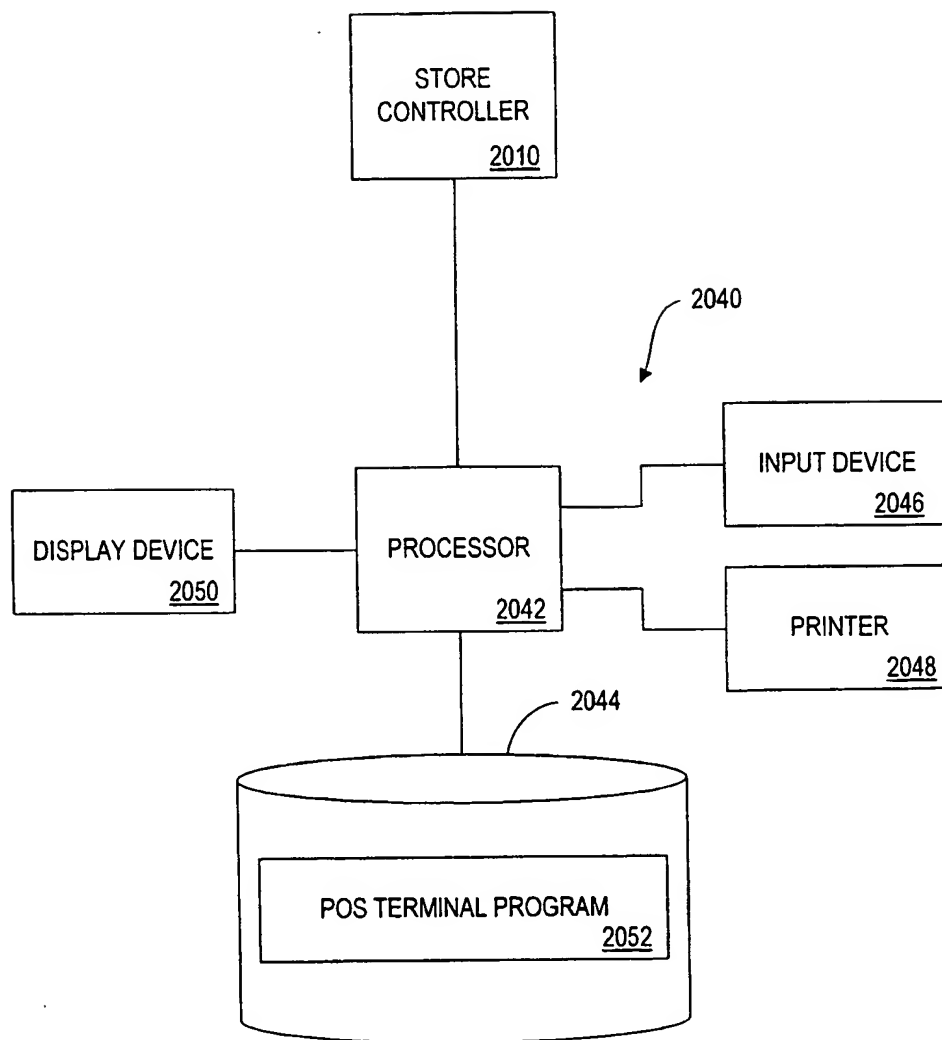 STORE
CONTROLLER
2010
2040
INPUT DEVICE
2046
DISPLAY DEVICE
2050
PROCESSOR
2042
PRINTER
2048
2044
POS TERMINAL PROGRAM
2052